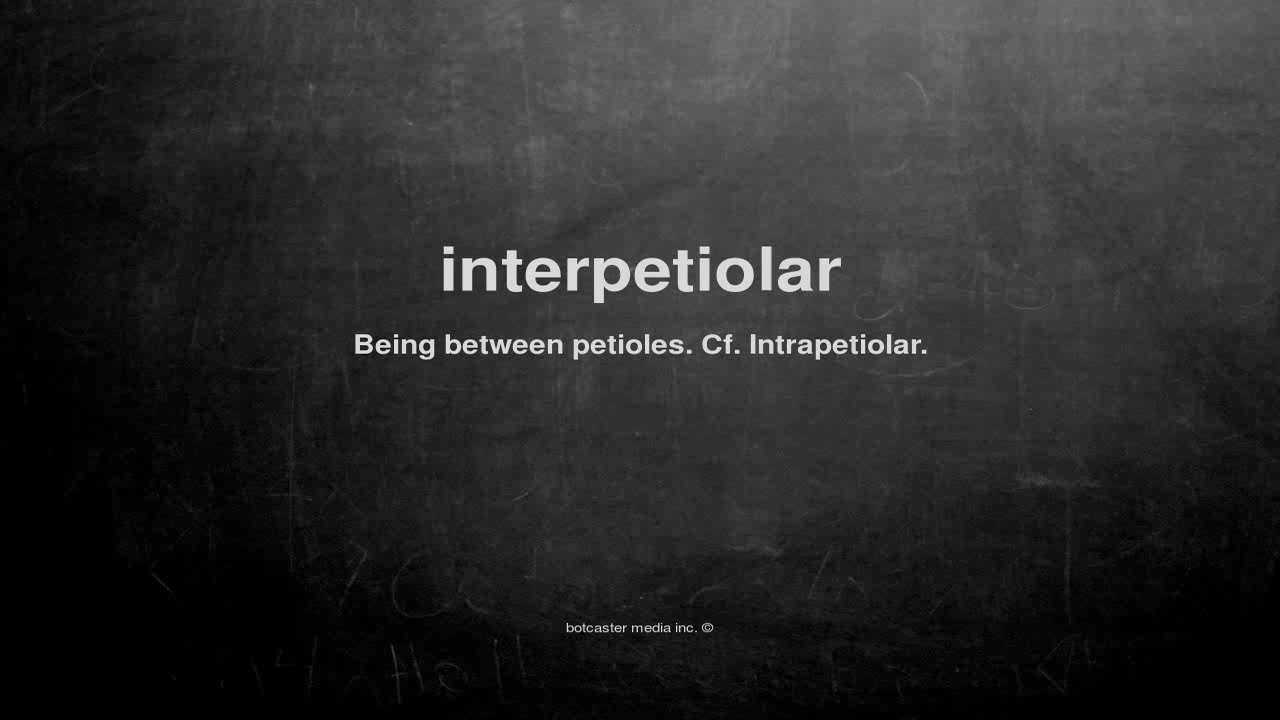 interpetiolar
Being between petioles. Cf. Intrapetiolar.
botcaster media inc. ©